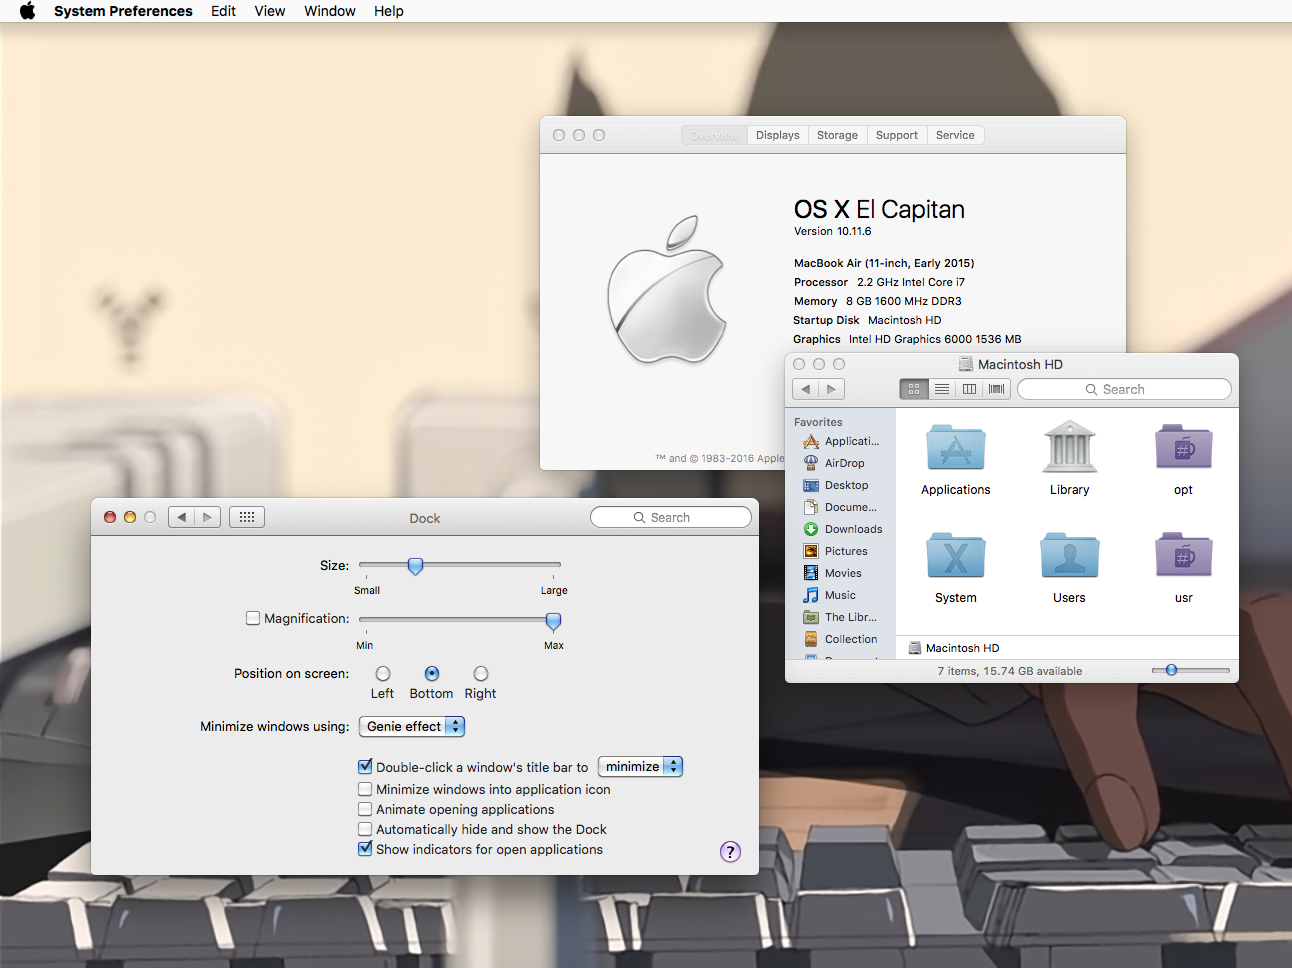 System Preferences Edit View Window Help
Overview Displays Storage Support Service
OS X El Capitan
Version 10.11.6
MacBook Air (11-inch, Early 2015)
Processor 2.2 GHz Intel Core i7
Memory 8 GB 1600 MHz DDR3
Startup Disk Macintosh HD
Graphics Intel HD Graphics 6000 1536 MB
™ and © 1983-2016 Apple
Macintosh HD
Search
Favorites
Applicati...
AirDrop
Desktop
Docume...
Downloads
Pictures
Movies
Music
The Libr...
Collection
Applications Library opt
System Users usr
Macintosh HD
7 items, 15.74 GB available
Dock
Search
Size:
Small Large
Magnification:
Min Max
Position on screen:
Left Bottom Right
Minimize windows using: Genie effect
Double-click a window's title bar to minimize
Minimize windows into application icon
Animate opening applications
Automatically hide and show the Dock
Show indicators for open applications
?